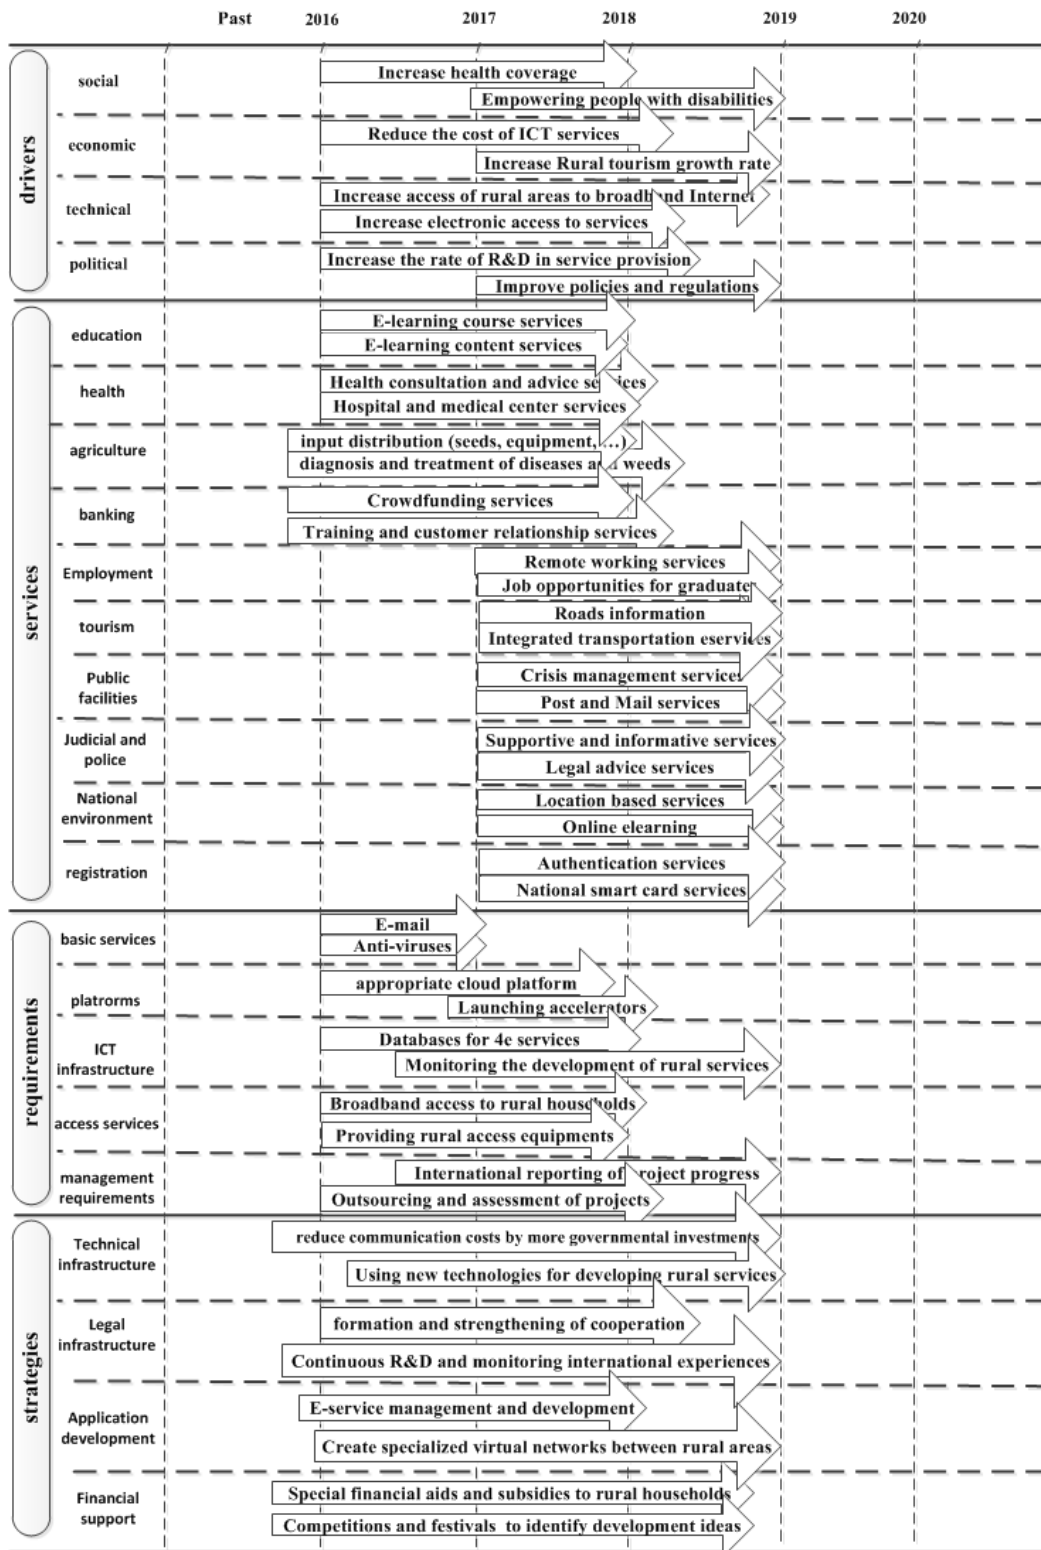 Past 2016 2017 2018 2019 2020
drivers
social
Increase health coverage
Empowering people with disabilities
economic
Reduce the cost of ICT services
Increase Rural tourism growth rate
technical
Increase access of rural areas to broadband Internet
Increase electronic access to services
political
Increase the rate of R&D in service provision
Improve policies and regulations
services
education
E-learning course services
E-learning content services
health
Health consultation and advice services
Hospital and medical center services
agriculture
input distribution (seeds, equipment, …)
diagnosis and treatment of diseases and weeds
banking
Crowdfunding services
Training and customer relationship services
Employment
Remote working services
Job opportunities for graduate
tourism
Roads information
Integrated transportation eservices
Public
facilities
Crisis management services
Post and Mail services
Judicial and
police
Supportive and informative services
Legal advice services
National
environment
Location based services
Online elearning
registration
Authentication services
National smart card services
requirements
basic services
E-mail
Anti-viruses
platrorms
appropriate cloud platform
Launching accelerators
ICT
infrastructure
Databases for 4e services
Monitoring the development of rural services
access services
Broadband access to rural households
Providing rural access equipments
management
requirements
International reporting of project progress
Outsourcing and assessment of projects
strategies
Technical
infrastructure
reduce communication costs by more governmental investments
Using new technologies for developing rural services
Legal
infrastructure
formation and strengthening of cooperation
Continuous R&D and monitoring international experiences
Application
development
E-service management and development
Create specialized virtual networks between rural areas
Financial
support
Special financial aids and subsidies to rural households
Competitions and festivals to identify development ideas